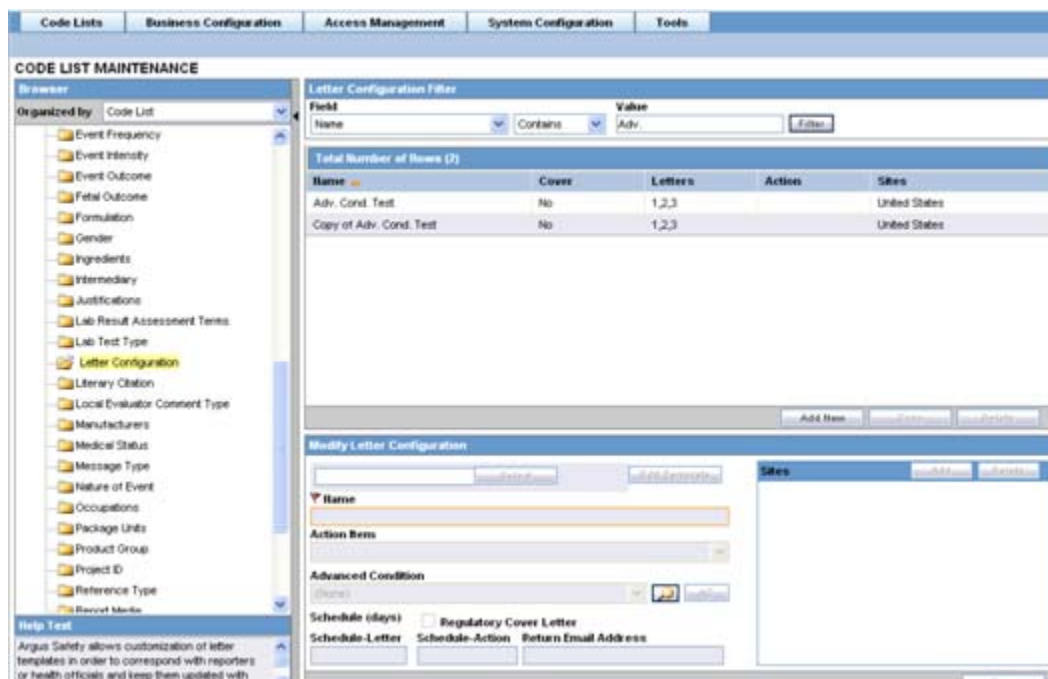 Code Lists Business Configuration Access Management System Configuration Tools
CODE LIST MAINTENANCE
Browser
Organized by Code List
Event Frequency
Event Intensity
Event Outcome
Fetal Outcome
Formulation
Gender
Ingredients
Intermediary
Justifications
Lab Result Assessment Terms
Lab Test Type
Letter Configuration
Literary Citation
Local Evaluator Comment Type
Manufacturers
Medical Status
Message Type
Nature of Event
Occupations
Package Units
Product Group
Project ID
Reference Type
Report Media
Help Text
Argus Safety allows customization of letter
templates in order to correspond with reporters
or health officials and keep them updated with
Letter Configuration Filter
Field Value
Name Contains Adv. Filter
Total Number of Rows (2)
Name Cover Letters Action Sites
Adv. Cond. Test No 1,2,3 United States
Copy of Adv. Cond. Test No 1,2,3 United States
Add New Copy Delete
Modify Letter Configuration
Select Sites Add Delete
Name
Action Item
Advanced Condition
(None)
Schedule (days) Regulatory Cover Letter
Schedule-Letter Schedule-Action Return Email Address